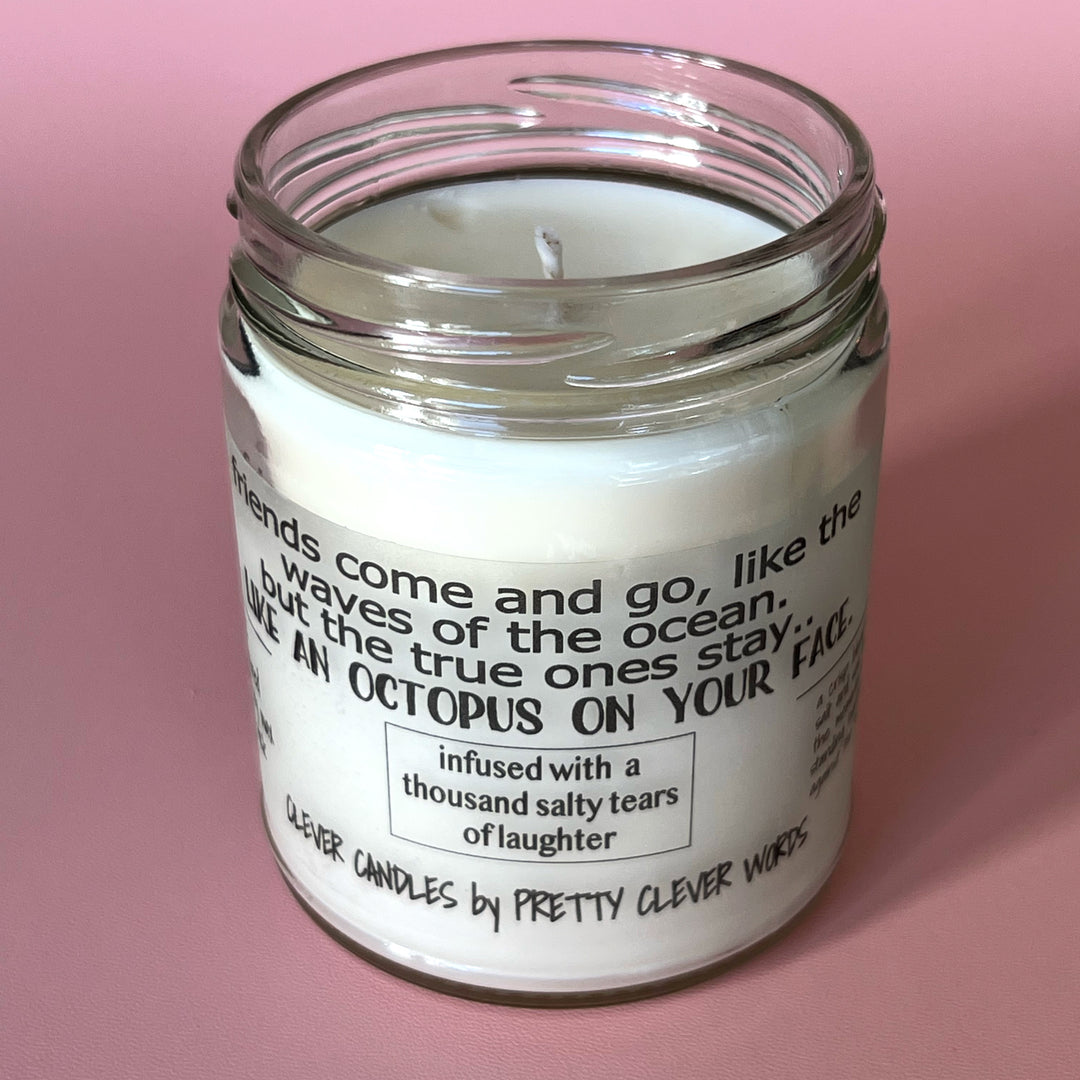 friends come and go, like the
waves of the ocean.
but the true ones stay..
LIKE AN OCTOPUS ON YOUR FACE.
infused with a
thousand salty tears
of laughter
CLEVER CANDLES by PRETTY CLEVER WORDS